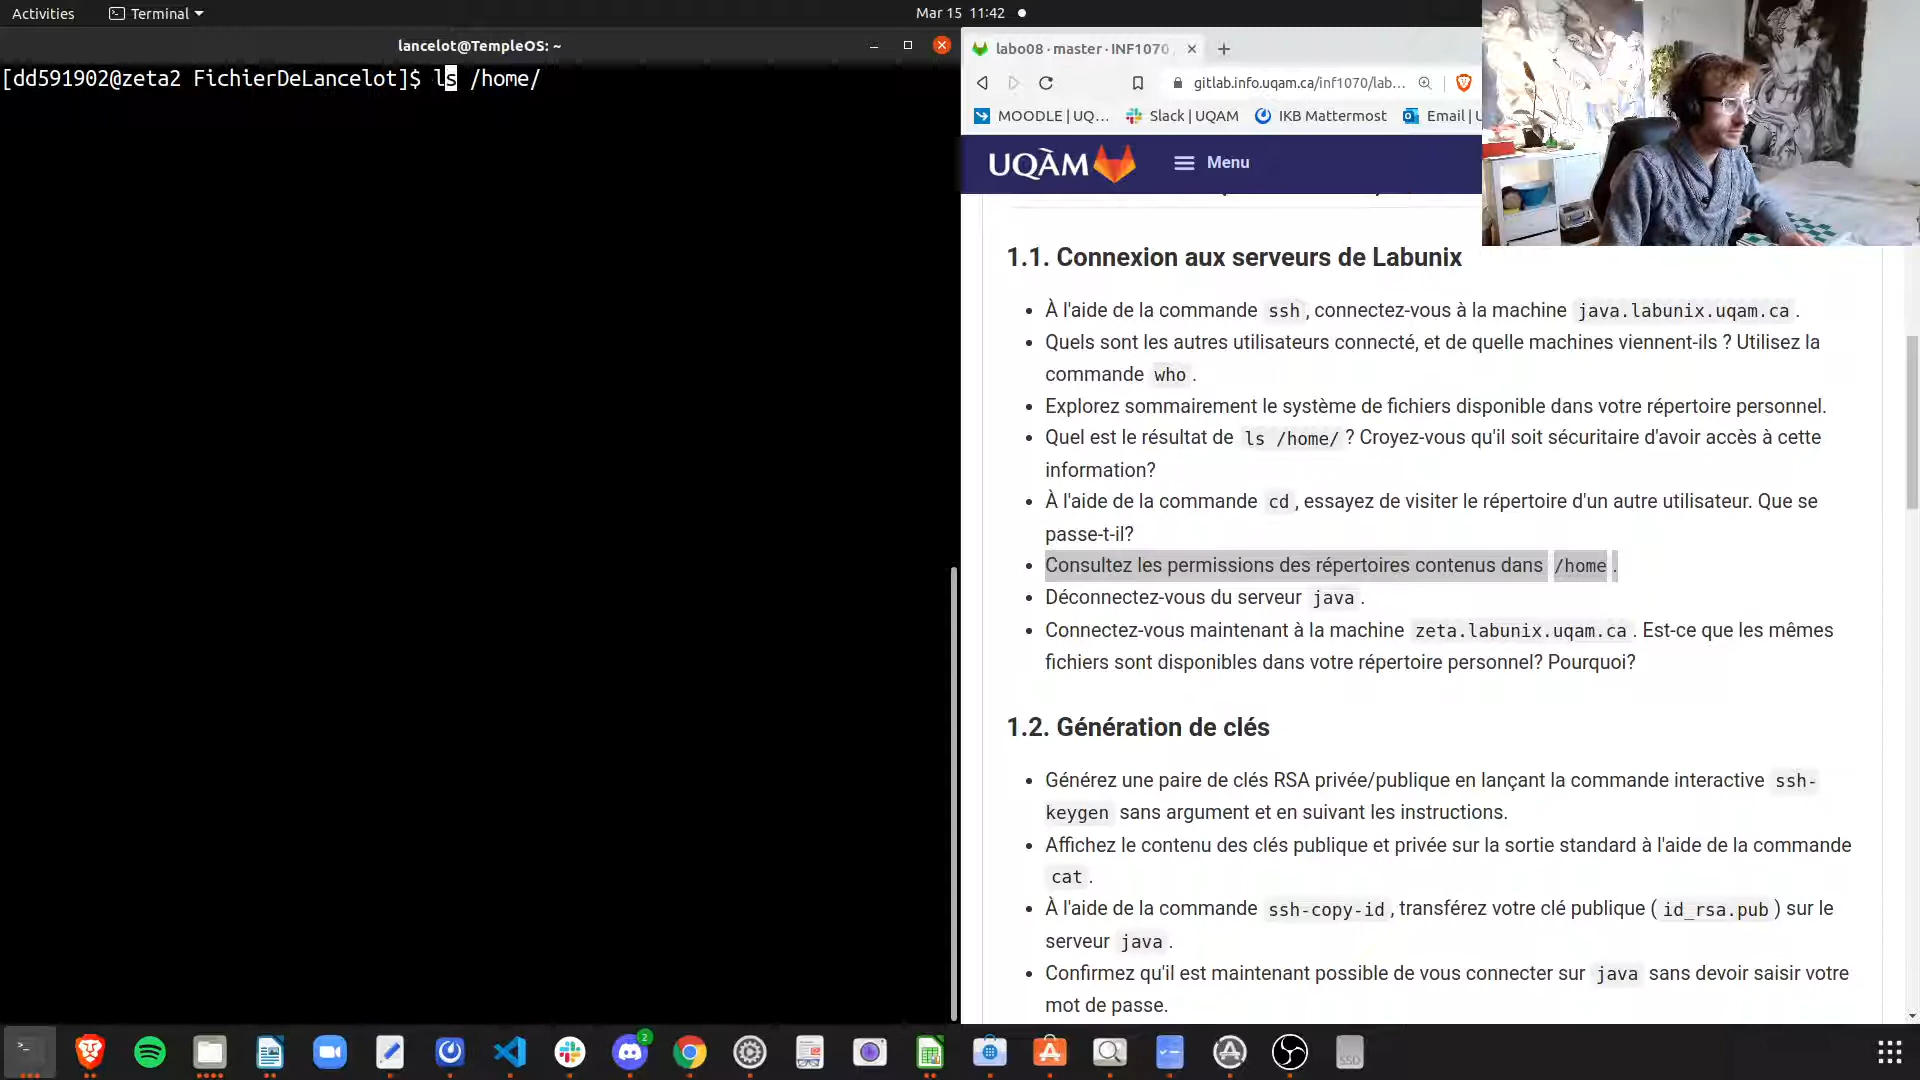 Activities
Terminal
Mar 15 11:42
lancelot@TempleOS: ~
[dd591902@zeta2 FichierDeLancelot]$ ls /home/
labo08 · master · INF1070
gitlab.info.uqam.ca/inf1070/lab...
MOODLE | UQ...
Slack | UQAM
IKB Mattermost
Email | U
UQÀM
Menu
1.1. Connexion aux serveurs de Labunix
À l'aide de la commande ssh, connectez-vous à la machine java.labunix.uqam.ca.
Quels sont les autres utilisateurs connecté, et de quelle machines viennent-ils ? Utilisez la
commande who.
Explorez sommairement le système de fichiers disponible dans votre répertoire personnel.
Quel est le résultat de ls /home/ ? Croyez-vous qu'il soit sécuritaire d'avoir accès à cette
information?
À l'aide de la commande cd, essayez de visiter le répertoire d'un autre utilisateur. Que se
passe-t-il?
Consultez les permissions des répertoires contenus dans /home.
Déconnectez-vous du serveur java.
Connectez-vous maintenant à la machine zeta.labunix.uqam.ca. Est-ce que les mêmes
fichiers sont disponibles dans votre répertoire personnel? Pourquoi?
1.2. Génération de clés
Générez une paire de clés RSA privée/publique en lançant la commande interactive ssh-
keygen sans argument et en suivant les instructions.
Affichez le contenu des clés publique et privée sur la sortie standard à l'aide de la commande
cat.
À l'aide de la commande ssh-copy-id, transférez votre clé publique (id_rsa.pub) sur le
serveur java.
Confirmez qu'il est maintenant possible de vous connecter sur java sans devoir saisir votre
mot de passe.
2
SSD